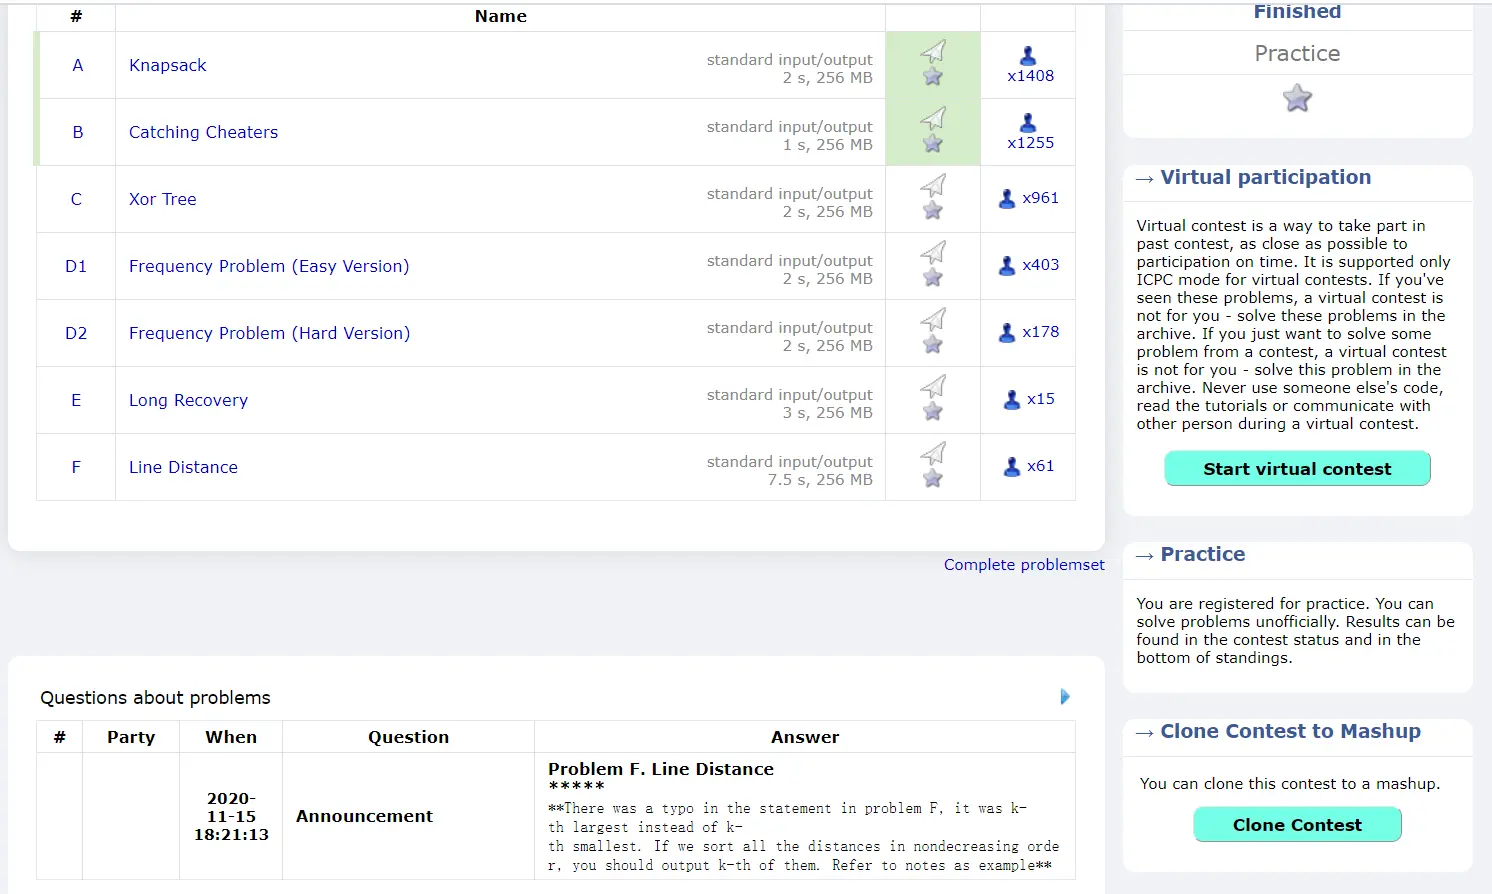 # Name
A Knapsack standard input/output
2 s, 256 MB x1408
B Catching Cheaters standard input/output
1 s, 256 MB x1255
C Xor Tree standard input/output
2 s, 256 MB x961
D1 Frequency Problem (Easy Version) standard input/output
2 s, 256 MB x403
D2 Frequency Problem (Hard Version) standard input/output
2 s, 256 MB x178
E Long Recovery standard input/output
3 s, 256 MB x15
F Line Distance standard input/output
7.5 s, 256 MB x61
Complete problemset
Questions about problems
# Party When Question Answer
2020-
11-15
18:21:13
Announcement
Problem F. Line Distance
*****
**There was a typo in the statement in problem F, it was k-
th largest instead of k-
th smallest. If we sort all the distances in nondecreasing orde
r, you should output k-th of them. Refer to notes as example**
Finished
Practice
→ Virtual participation
Virtual contest is a way to take part in
past contest, as close as possible to
participation on time. It is supported only
ICPC mode for virtual contests. If you've
seen these problems, a virtual contest is
not for you - solve these problems in the
archive. If you just want to solve some
problem from a contest, a virtual contest
is not for you - solve this problem in the
archive. Never use someone else's code,
read the tutorials or communicate with
other person during a virtual contest.
Start virtual contest
→ Practice
You are registered for practice. You can
solve problems unofficially. Results can be
found in the contest status and in the
bottom of standings.
→ Clone Contest to Mashup
You can clone this contest to a mashup.
Clone Contest